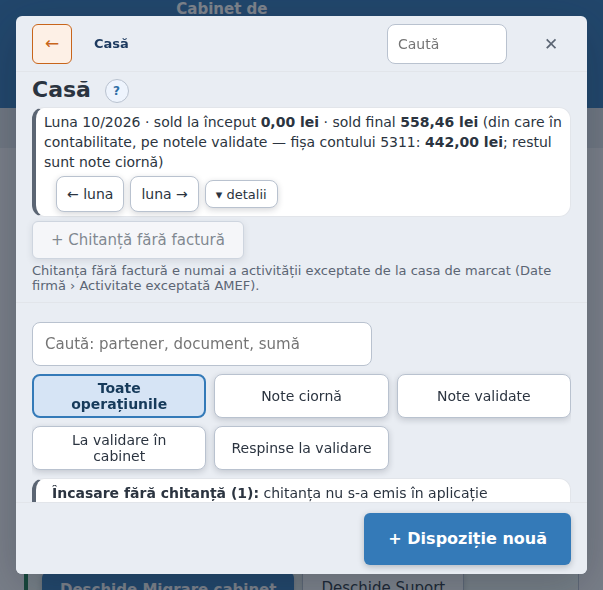 Cabinet de
← Casă Caută ✕
Casă ?
Luna 10/2026 · sold la început 0,00 lei · sold final 558,46 lei (din care în
contabilitate, pe notele validate — fișa contului 5311: 442,00 lei; restul
sunt note ciornă)
← luna luna → ▾ detalii
+ Chitanță fără factură
Chitanța fără factură e numai a activității exceptate de la casa de marcat (Date
firmă › Activitate exceptată AMEF).
Caută: partener, document, sumă
Toate
operațiunile
Note ciornă
Note validate
La validare în
cabinet
Respinse la validare
Încasare fără chitanță (1): chitanța nu s-a emis în aplicație
+ Dispoziție nouă
Deschide Migrare cabinet Deschide Suport